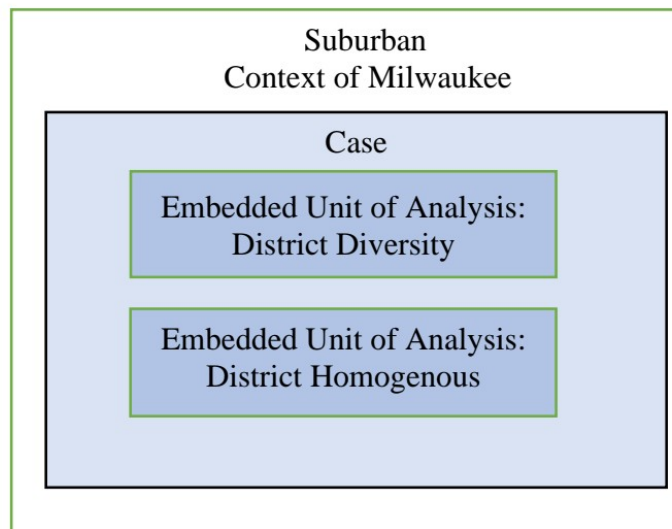 Suburban
Context of Milwaukee
Case
Embedded Unit of Analysis:
District Diversity
Embedded Unit of Analysis:
District Homogenous